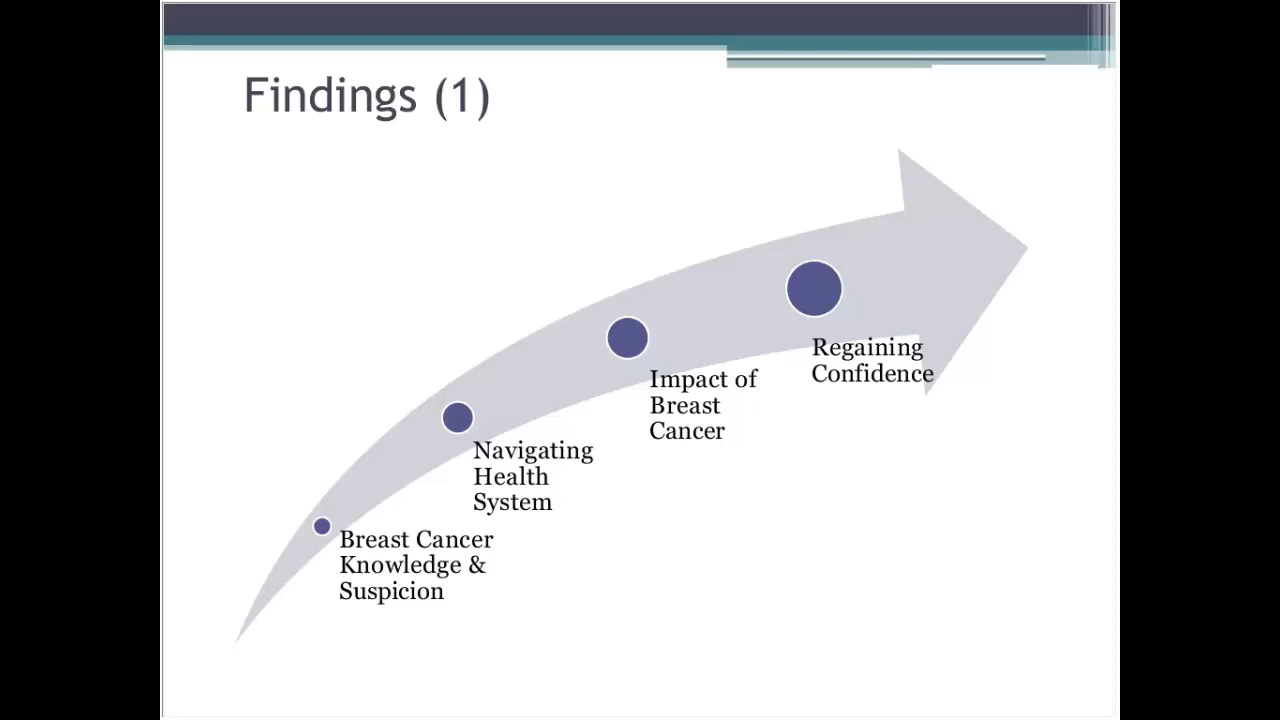 Findings (1)
Regaining
Confidence
Impact of
Breast
Cancer
Navigating
Health
System
Breast Cancer
Knowledge &
Suspicion